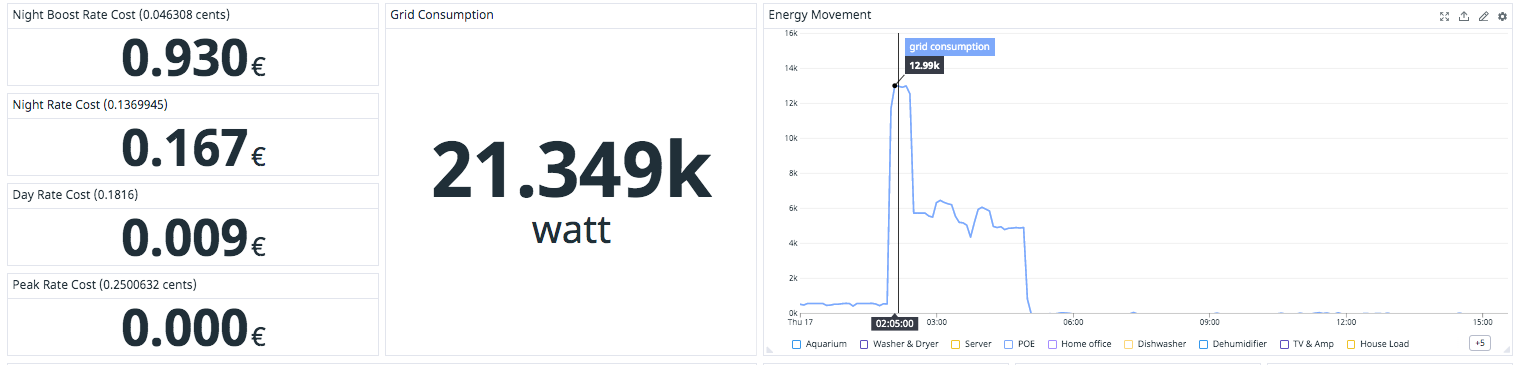 Night Boost Rate Cost (0.046308 cents)
0.930 €
Night Rate Cost (0.1369945)
0.167 €
Day Rate Cost (0.1816)
0.009 €
Peak Rate Cost (0.2500632 cents)
0.000 €
Grid Consumption
21.349k
watt
Energy Movement
16k
14k
12k
10k
8k
6k
4k
2k
0k
grid consumption
12.99k
Thu 17 02:05:00 03:00 06:00 09:00 12:00 15:00
Aquarium Washer & Dryer Server POE Home office Dishwasher Dehumidifier TV & Amp House Load +5